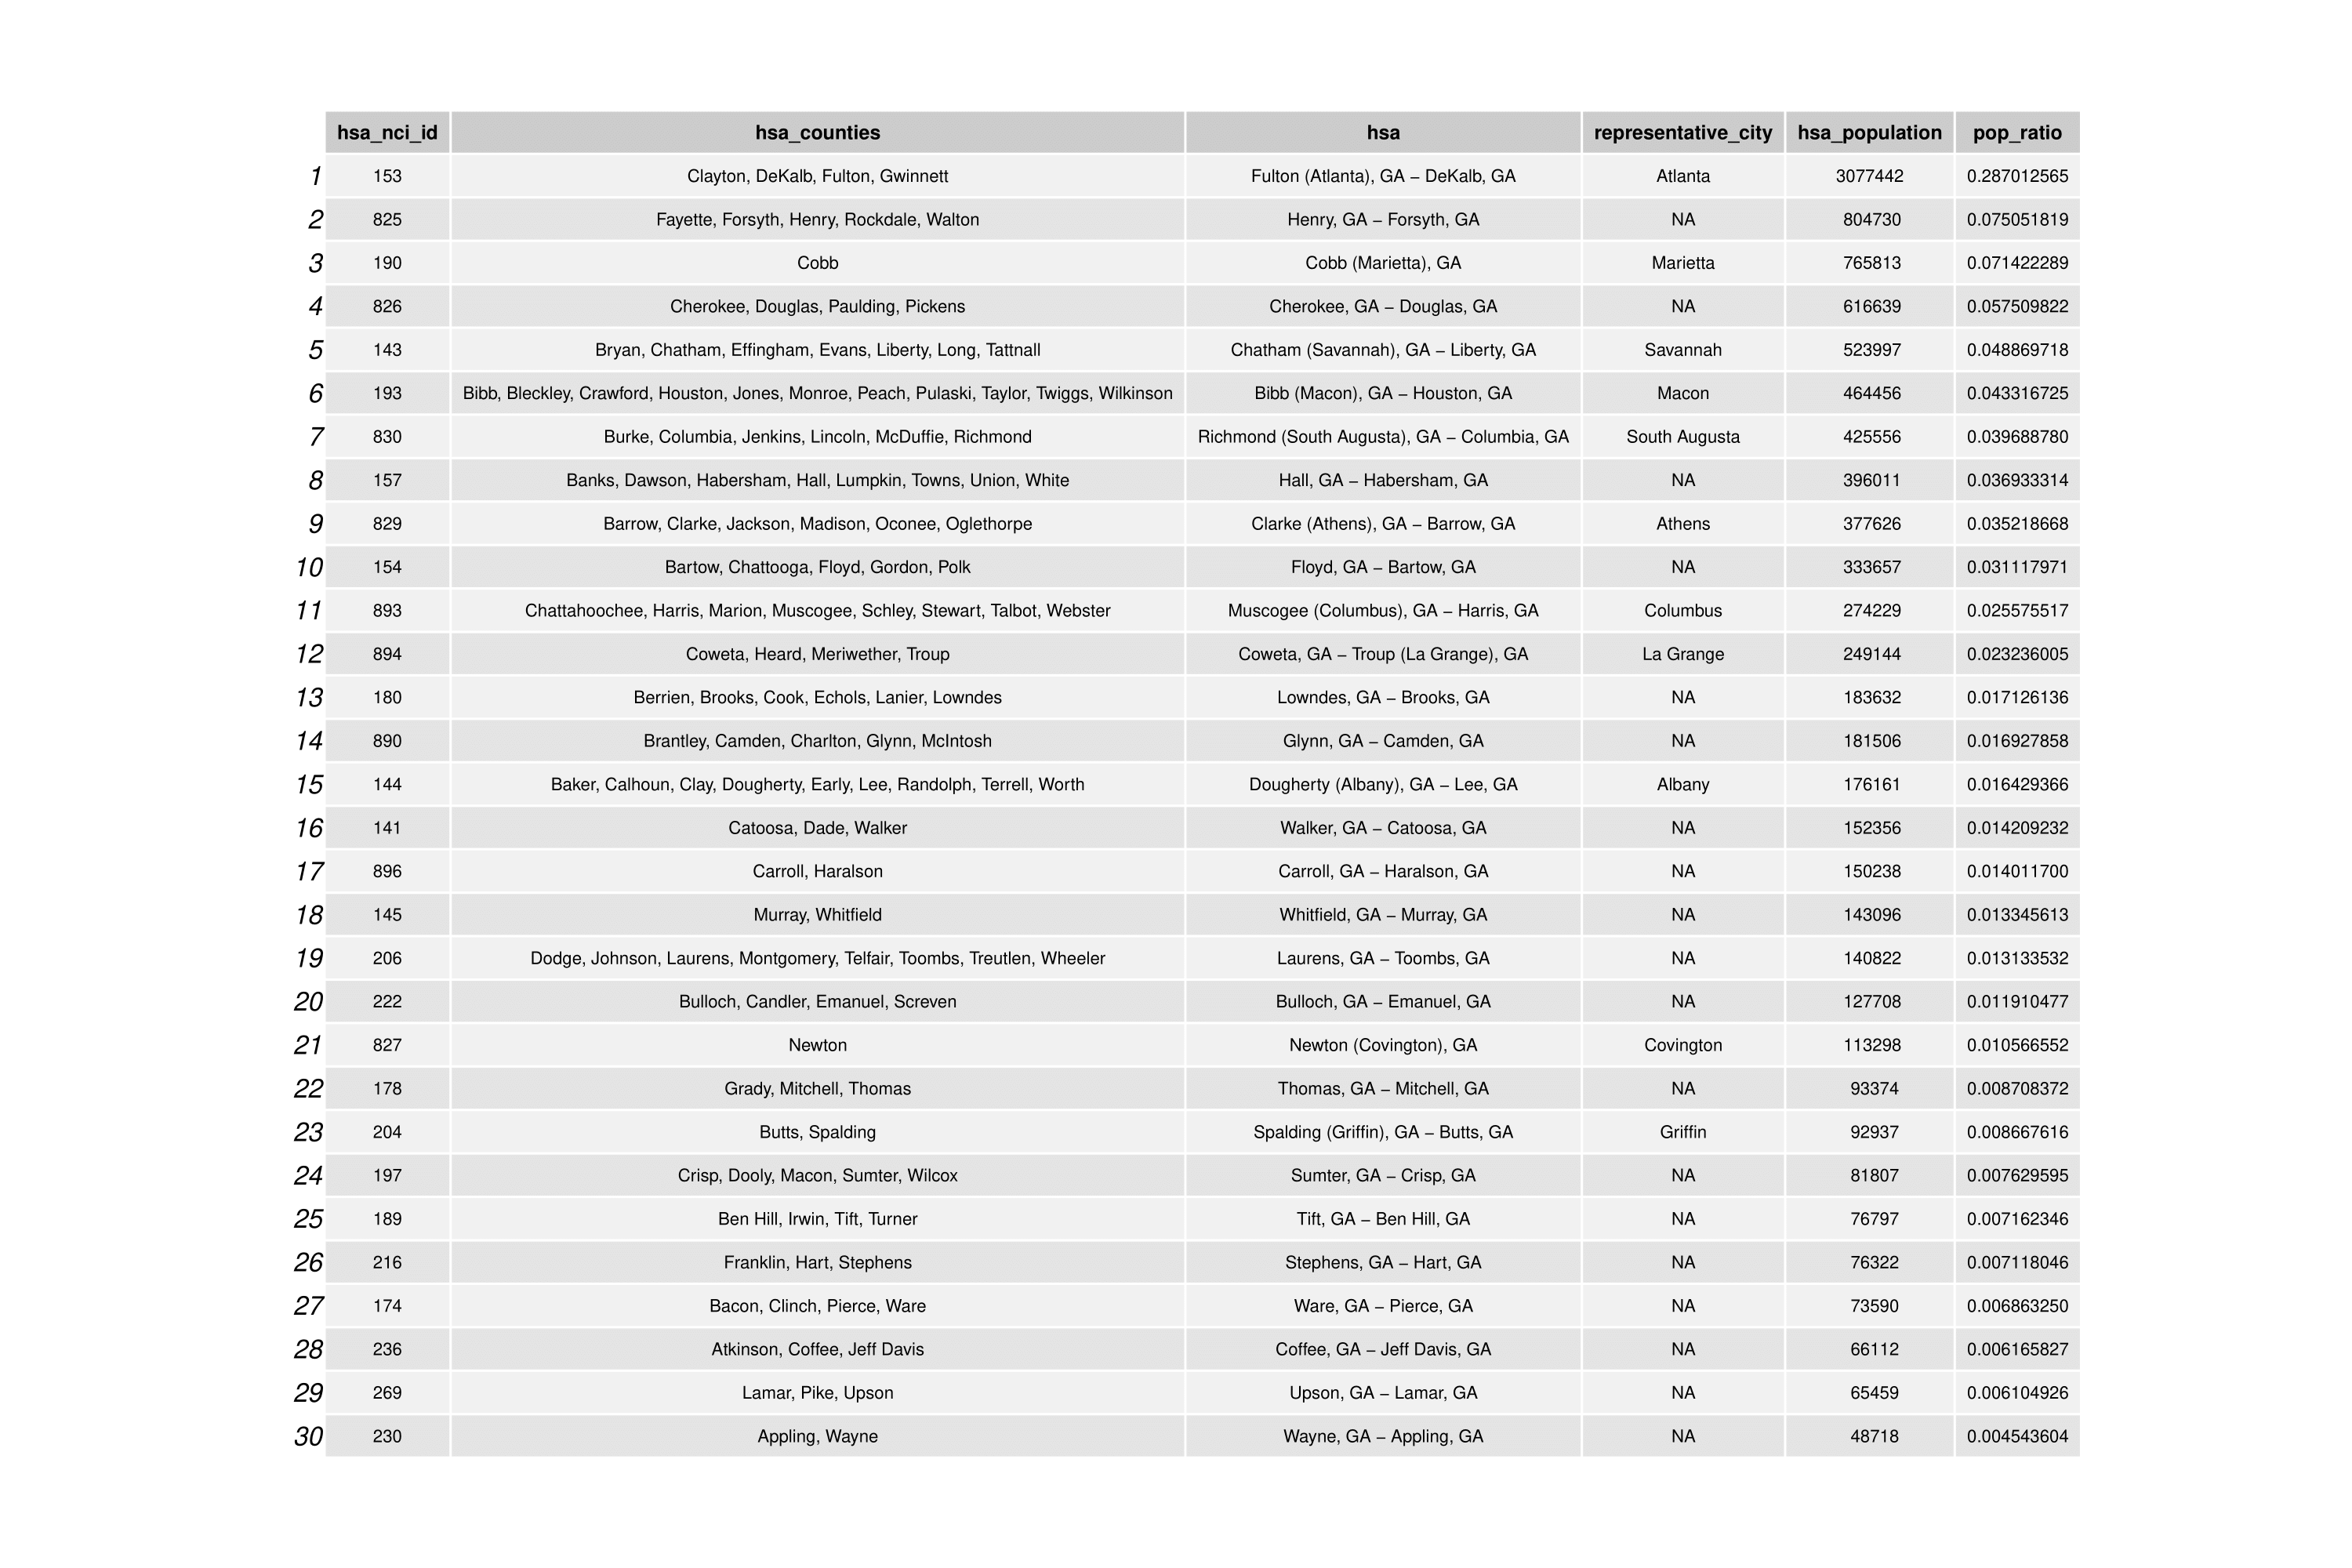 hsa_nci_id hsa_counties hsa representative_city hsa_population pop_ratio
1 153 Clayton, DeKalb, Fulton, Gwinnett Fulton (Atlanta), GA – DeKalb, GA Atlanta 3077442 0.287012565
2 825 Fayette, Forsyth, Henry, Rockdale, Walton Henry, GA – Forsyth, GA NA 804730 0.075051819
3 190 Cobb Cobb (Marietta), GA Marietta 765813 0.071422289
4 826 Cherokee, Douglas, Paulding, Pickens Cherokee, GA – Douglas, GA NA 616639 0.057509822
5 143 Bryan, Chatham, Effingham, Evans, Liberty, Long, Tattnall Chatham (Savannah), GA – Liberty, GA Savannah 523997 0.048869718
6 193 Bibb, Bleckley, Crawford, Houston, Jones, Monroe, Peach, Pulaski, Taylor, Twiggs, Wilkinson Bibb (Macon), GA – Houston, GA Macon 464456 0.043316725
7 830 Burke, Columbia, Jenkins, Lincoln, McDuffie, Richmond Richmond (South Augusta), GA – Columbia, GA South Augusta 425556 0.039688780
8 157 Banks, Dawson, Habersham, Hall, Lumpkin, Towns, Union, White Hall, GA – Habersham, GA NA 396011 0.036933314
9 829 Barrow, Clarke, Jackson, Madison, Oconee, Oglethorpe Clarke (Athens), GA – Barrow, GA Athens 377626 0.035218668
10 154 Bartow, Chattooga, Floyd, Gordon, Polk Floyd, GA – Bartow, GA NA 333657 0.031117971
11 893 Chattahoochee, Harris, Marion, Muscogee, Schley, Stewart, Talbot, Webster Muscogee (Columbus), GA – Harris, GA Columbus 274229 0.025575517
12 894 Coweta, Heard, Meriwether, Troup Coweta, GA – Troup (La Grange), GA La Grange 249144 0.023236005
13 180 Berrien, Brooks, Cook, Echols, Lanier, Lowndes Lowndes, GA – Brooks, GA NA 183632 0.017126136
14 890 Brantley, Camden, Charlton, Glynn, McIntosh Glynn, GA – Camden, GA NA 181506 0.016927858
15 144 Baker, Calhoun, Clay, Dougherty, Early, Lee, Randolph, Terrell, Worth Dougherty (Albany), GA – Lee, GA Albany 176161 0.016429366
16 141 Catoosa, Dade, Walker Walker, GA – Catoosa, GA NA 152356 0.014209232
17 896 Carroll, Haralson Carroll, GA – Haralson, GA NA 150238 0.014011700
18 145 Murray, Whitfield Whitfield, GA – Murray, GA NA 143096 0.013345613
19 206 Dodge, Johnson, Laurens, Montgomery, Telfair, Toombs, Treutlen, Wheeler Laurens, GA – Toombs, GA NA 140822 0.013133532
20 222 Bulloch, Candler, Emanuel, Screven Bulloch, GA – Emanuel, GA NA 127708 0.011910477
21 827 Newton Newton (Covington), GA Covington 113298 0.010566552
22 178 Grady, Mitchell, Thomas Thomas, GA – Mitchell, GA NA 93374 0.008708372
23 204 Butts, Spalding Spalding (Griffin), GA – Butts, GA Griffin 92937 0.008667616
24 197 Crisp, Dooly, Macon, Sumter, Wilcox Sumter, GA – Crisp, GA NA 81807 0.007629595
25 189 Ben Hill, Irwin, Tift, Turner Tift, GA – Ben Hill, GA NA 76797 0.007162346
26 216 Franklin, Hart, Stephens Stephens, GA – Hart, GA NA 76322 0.007118046
27 174 Bacon, Clinch, Pierce, Ware Ware, GA – Pierce, GA NA 73590 0.006863250
28 236 Atkinson, Coffee, Jeff Davis Coffee, GA – Jeff Davis, GA NA 66112 0.006165827
29 269 Lamar, Pike, Upson Upson, GA – Lamar, GA NA 65459 0.006104926
30 230 Appling, Wayne Wayne, GA – Appling, GA NA 48718 0.004543604